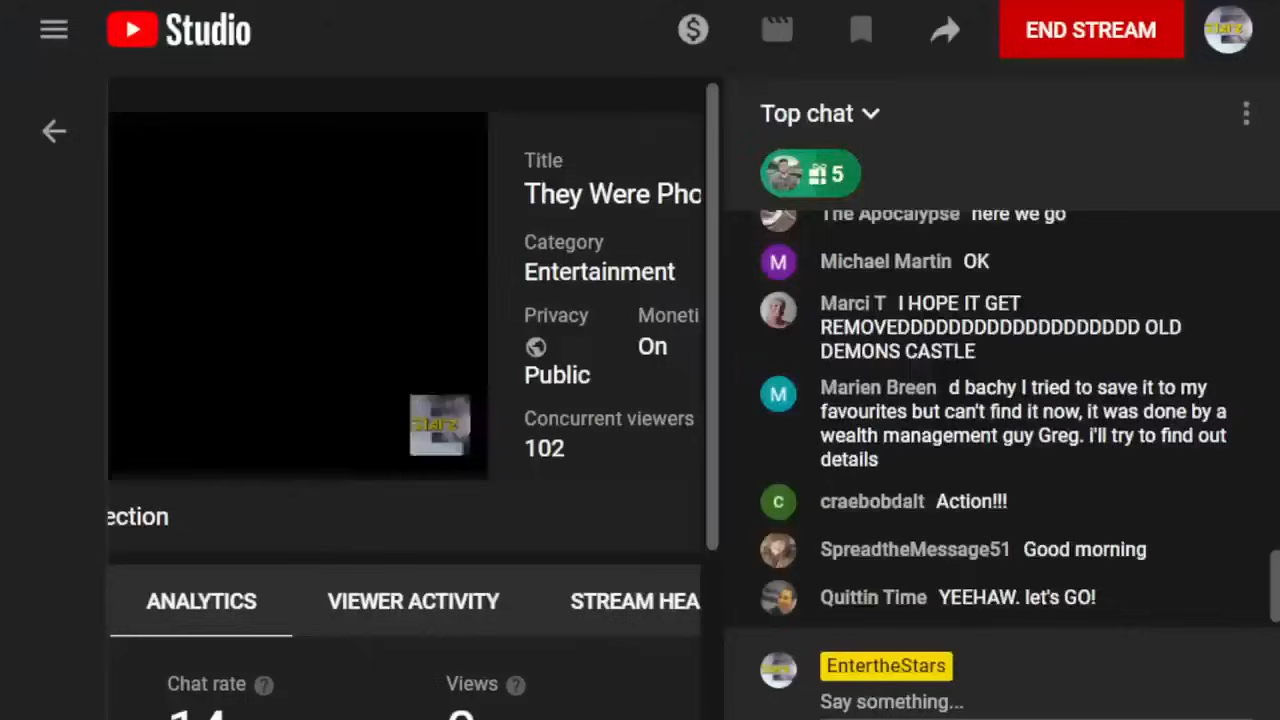 Studio
END STREAM
Top chat
5
Title
They Were Pho
Category
Entertainment
Privacy
Moneti
On
Public
Concurrent viewers
102
ection
ANALYTICS
VIEWER ACTIVITY
STREAM HEA
Chat rate
Views
The Apocalypse here we go
Michael Martin OK
Marci T I HOPE IT GET
REMOVEDDDDDDDDDDDDDDDDDDD OLD
DEMONS CASTLE
Marien Breen d bachy I tried to save it to my
favourites but can't find it now, it was done by a
wealth management guy Greg. i'll try to find out
details
craebobdalt Action!!!
SpreadtheMessage51 Good morning
Quittin Time YEEHAW. let's GO!
EntertheStars
Say something...